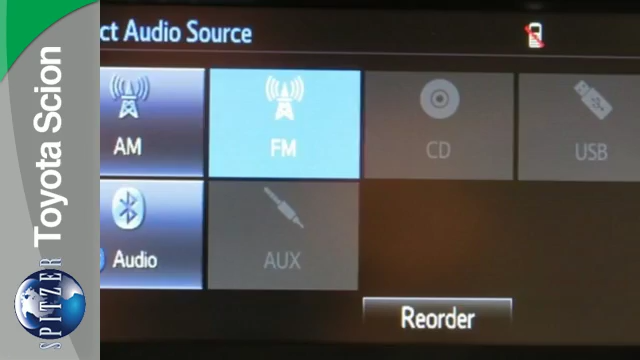 ct Audio Source
AM
FM
CD
USB
Audio
AUX
Reorder
Toyota Scion
SPITZER